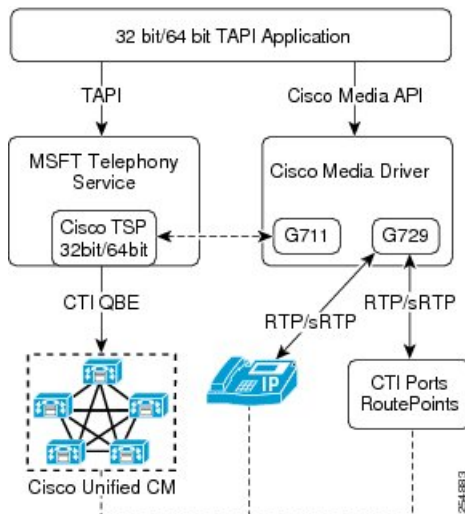 32 bit/64 bit TAPI Application
TAPI
Cisco Media API
MSFT Telephony
Service
Cisco TSP
32bit/64bit
Cisco Media Driver
G711
G729
CTI QBE
RTP/sRTP
RTP/sRTP
IP
CTI Ports
RoutePoints
Cisco Unified CM
254883